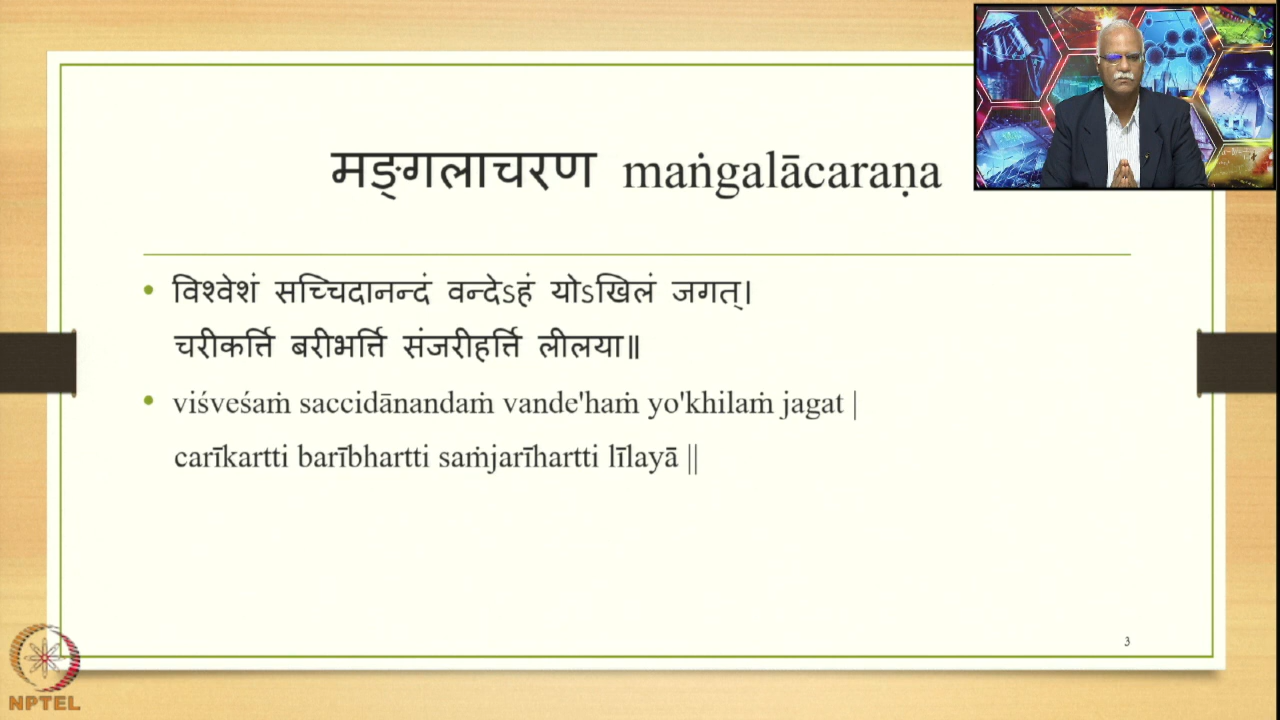 मङ्गलाचरण maṅgalācaraṇa
• विश्वेशं सच्चिदानन्दं वन्देऽहं योऽखिलं जगत्।
चरीकर्त्ति बरीभर्त्ति संजरीहर्त्ति लीलया॥
• viśveśaṁ saccidānandaṁ vande'haṁ yo'khilaṁ jagat |
carīkartti barībhartti saṁjarīhartti līlayā ||
3
NPTEL